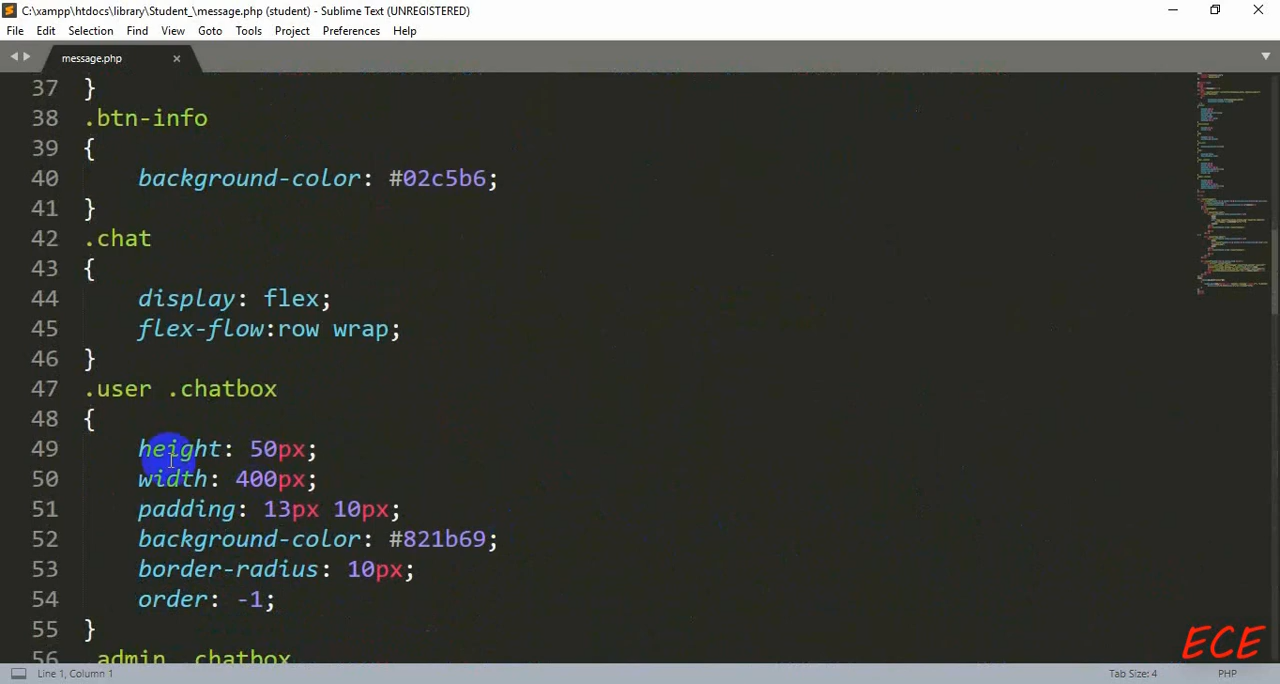 C:\xampp\htdocs\library\Student_\message.php (student) - Sublime Text (UNREGISTERED)
File Edit Selection Find View Goto Tools Project Preferences Help
message.php
37 }
38 .btn-info
39 {
40 background-color: #02c5b6;
41 }
42 .chat
43 {
44 display: flex;
45 flex-flow:row wrap;
46 }
47 .user .chatbox
48 {
49 height: 50px;
50 width: 400px;
51 padding: 13px 10px;
52 background-color: #821b69;
53 border-radius: 10px;
54 order: -1;
55 }
56 .admin .chatbox
ECE
Line 1, Column 1 Tab Size: 4 PHP